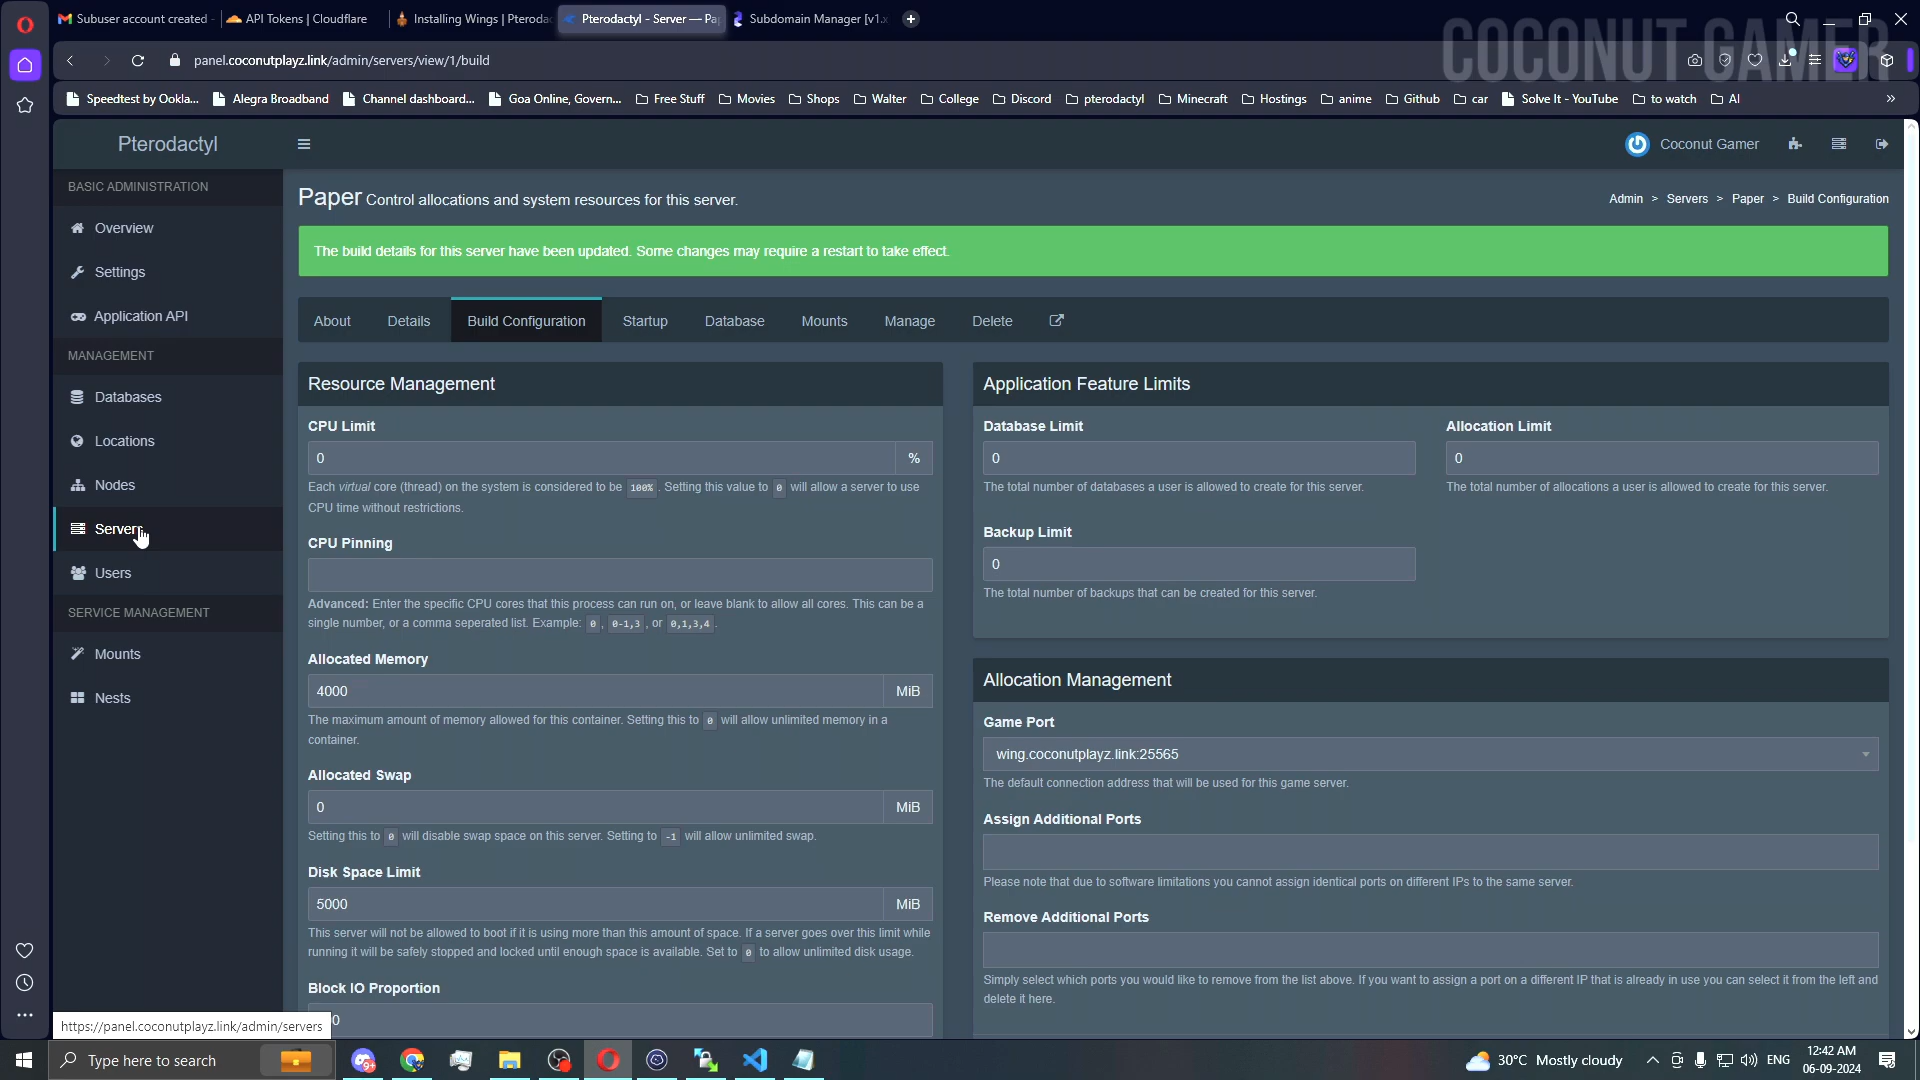 Subuser account created
API Tokens | Cloudflare
Installing Wings | Pteroda
Pterodactyl - Server — Pa
Subdomain Manager [v1.
COCONUT GAMER
panel.coconutplayz.link/admin/servers/view/1/build
Speedtest by Ookla...
Alegra Broadband
Channel dashboard...
Goa Online, Govern...
Free Stuff
Movies
Shops
Walter
College
Discord
pterodactyl
Minecraft
Hostings
anime
Github
car
Solve It - YouTube
to watch
AI
Pterodactyl
Coconut Gamer
BASIC ADMINISTRATION
Overview
Settings
Application API
MANAGEMENT
Databases
Locations
Nodes
Servers
Users
SERVICE MANAGEMENT
Mounts
Nests
Paper Control allocations and system resources for this server.
Admin > Servers > Paper > Build Configuration
The build details for this server have been updated. Some changes may require a restart to take effect.
About
Details
Build Configuration
Startup
Database
Mounts
Manage
Delete
Resource Management
CPU Limit
0 %
Each virtual core (thread) on the system is considered to be 100% . Setting this value to 0 will allow a server to use
CPU time without restrictions.
CPU Pinning
Advanced: Enter the specific CPU cores that this process can run on, or leave blank to allow all cores. This can be a
single number, or a comma seperated list. Example: 0 , 0-1,3 , or 0,1,3,4 .
Allocated Memory
4000 MiB
The maximum amount of memory allowed for this container. Setting this to 0 will allow unlimited memory in a
container.
Allocated Swap
0 MiB
Setting this to 0 will disable swap space on this server. Setting to -1 will allow unlimited swap.
Disk Space Limit
5000 MiB
This server will not be allowed to boot if it is using more than this amount of space. If a server goes over this limit while
running it will be safely stopped and locked until enough space is available. Set to 0 to allow unlimited disk usage.
Block IO Proportion
0
Application Feature Limits
Database Limit
0
The total number of databases a user is allowed to create for this server.
Allocation Limit
0
The total number of allocations a user is allowed to create for this server.
Backup Limit
0
The total number of backups that can be created for this server.
Allocation Management
Game Port
wing.coconutplayz.link:25565
The default connection address that will be used for this game server.
Assign Additional Ports
Please note that due to software limitations you cannot assign identical ports on different IPs to the same server.
Remove Additional Ports
Simply select which ports you would like to remove from the list above. If you want to assign a port on a different IP that is already in use you can select it from the left and
delete it here.
https://panel.coconutplayz.link/admin/servers
Type here to search
30°C Mostly cloudy
ENG
12:42 AM
06-09-2024